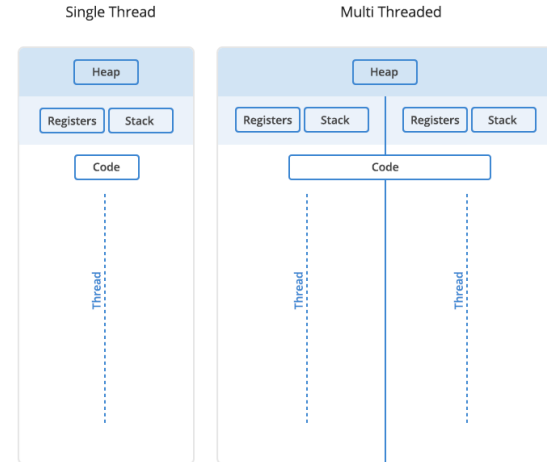 Single Thread
Multi Threaded
Heap
Heap
Registers
Stack
Registers
Stack
Registers
Stack
Code
Code
Thread
Thread
Thread